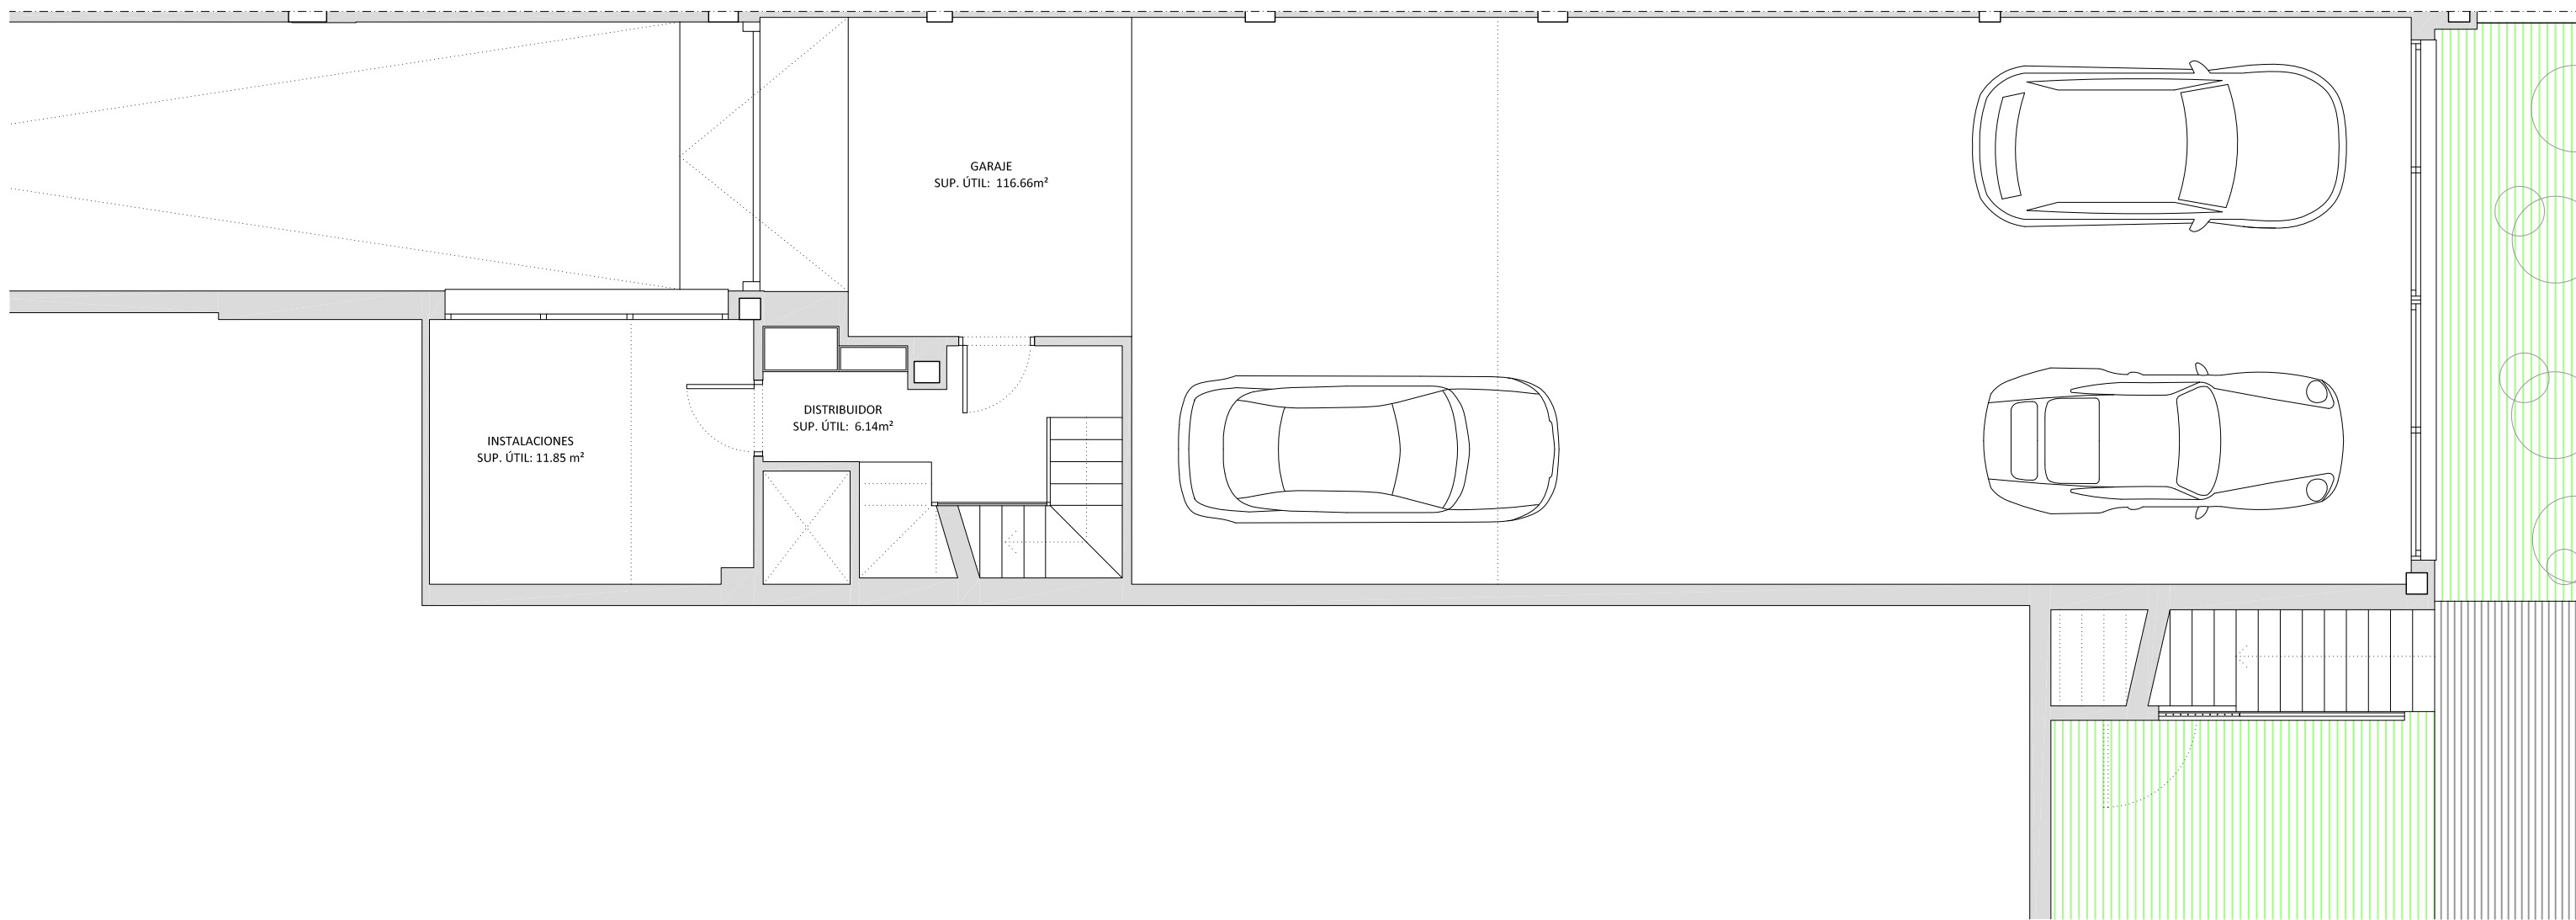 GARAJE
SUP. ÚTIL:  116.66m²
DISTRIBUIDOR
SUP. ÚTIL:  6.14m²
INSTALACIONES
SUP. ÚTIL: 11.85 m²